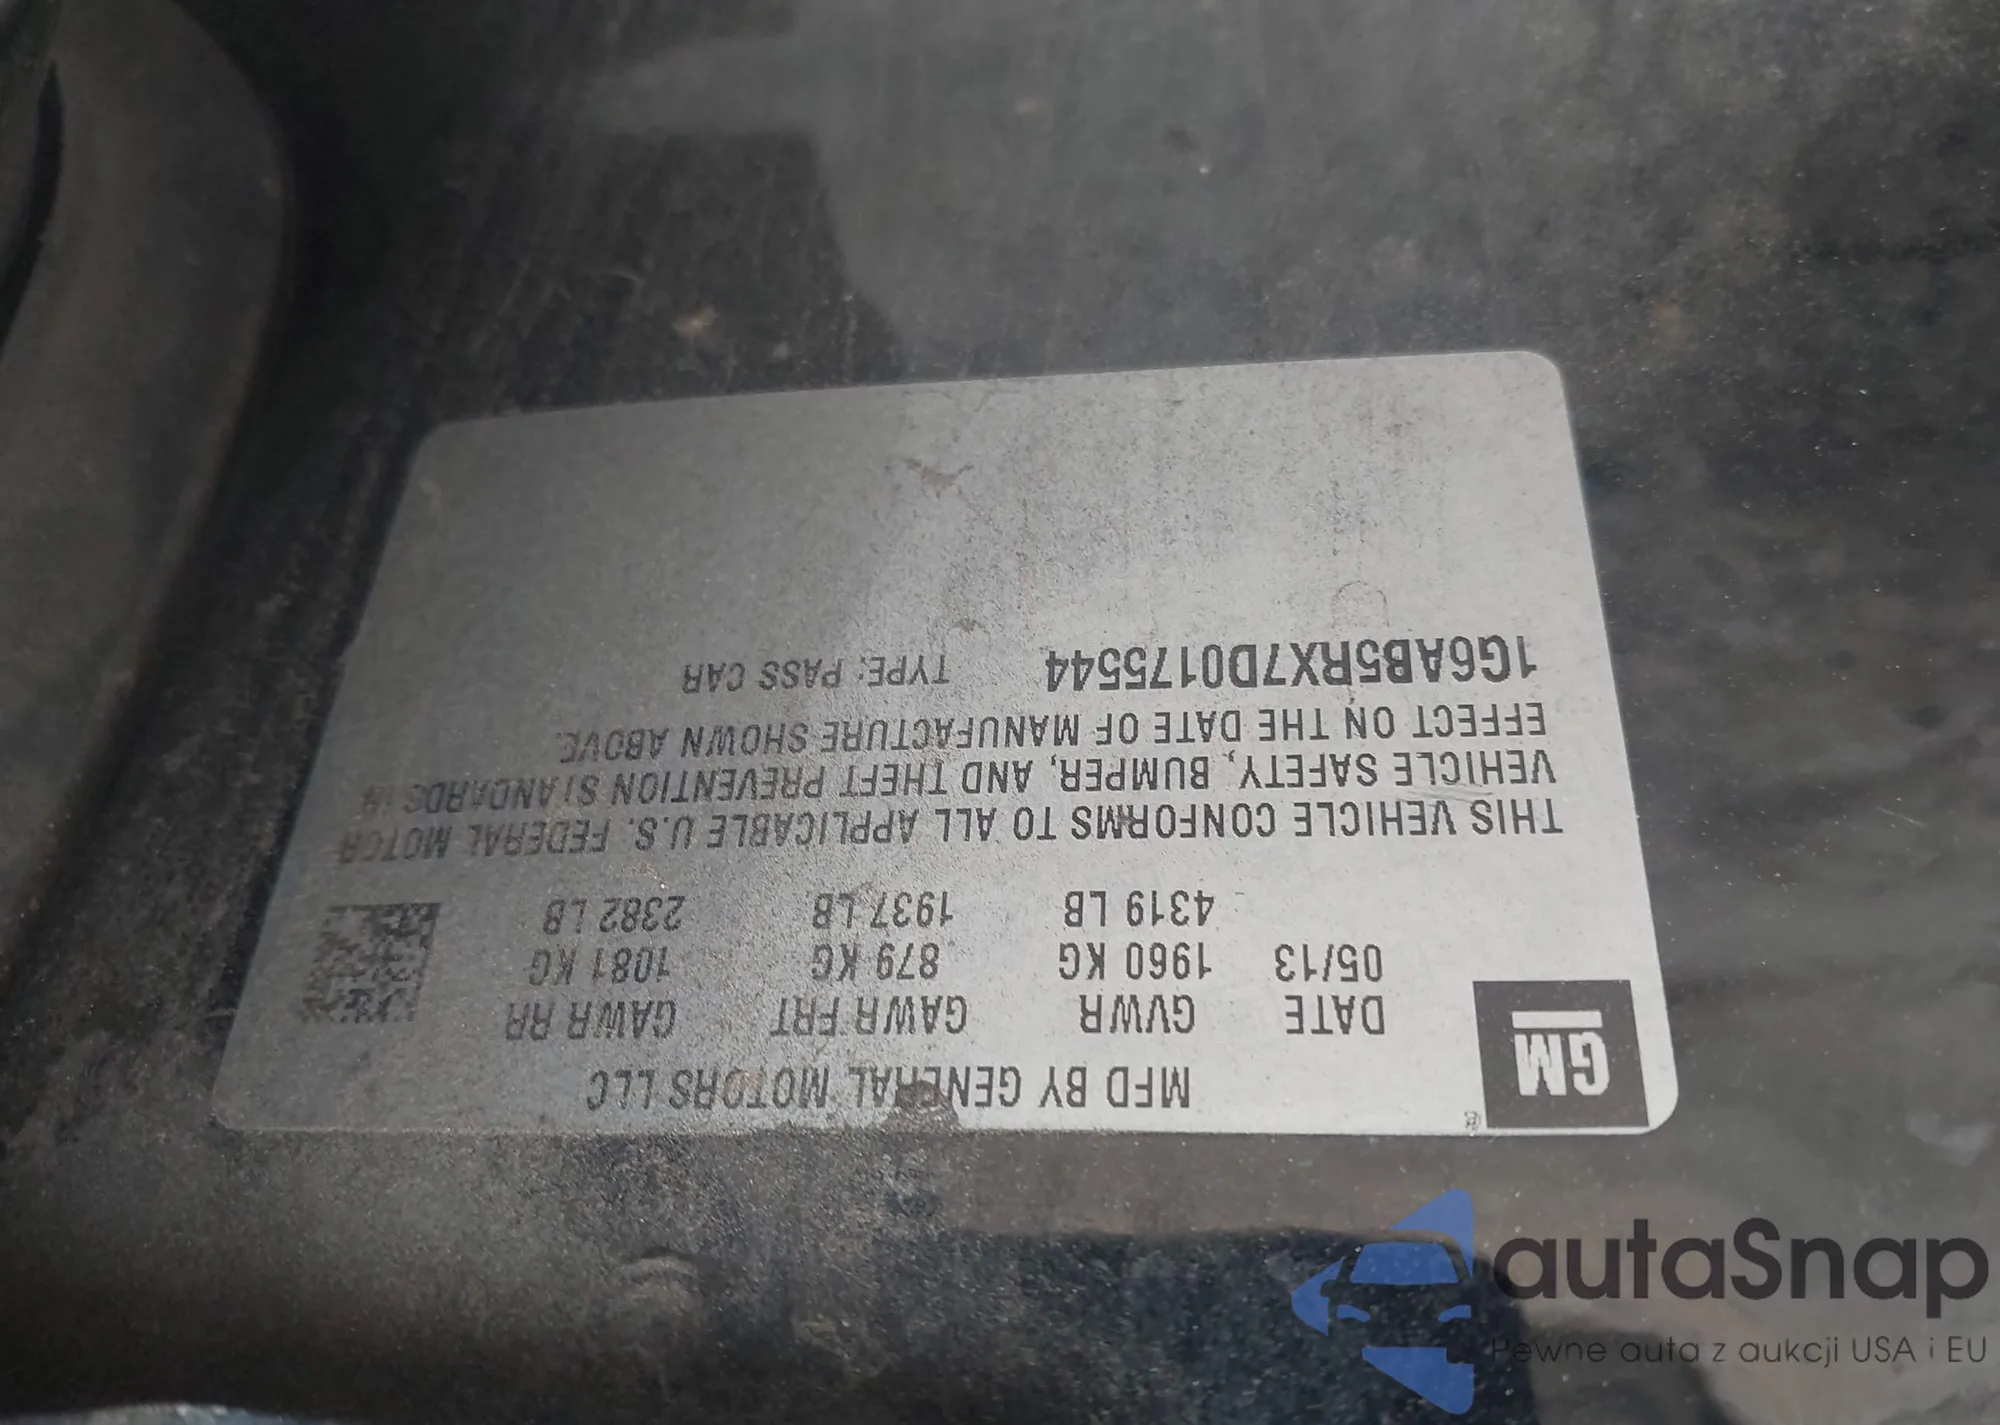 GM
®
MFD BY GENERAL MOTORS LLC
DATE GVWR GAWR FRT GAWR RR
05/13 1960 KG 879 KG 1081 KG
4319 LB 1937 LB 2382 LB
THIS VEHICLE CONFORMS TO ALL APPLICABLE U.S. FEDERAL MOTOR
VEHICLE SAFETY, BUMPER, AND THEFT PREVENTION STANDARDS IN
EFFECT ON THE DATE OF MANUFACTURE SHOWN ABOVE.
1G6AB5RX7D0175544 TYPE: PASS CAR
autaSnap
Pewne auta z aukcji USA i EU